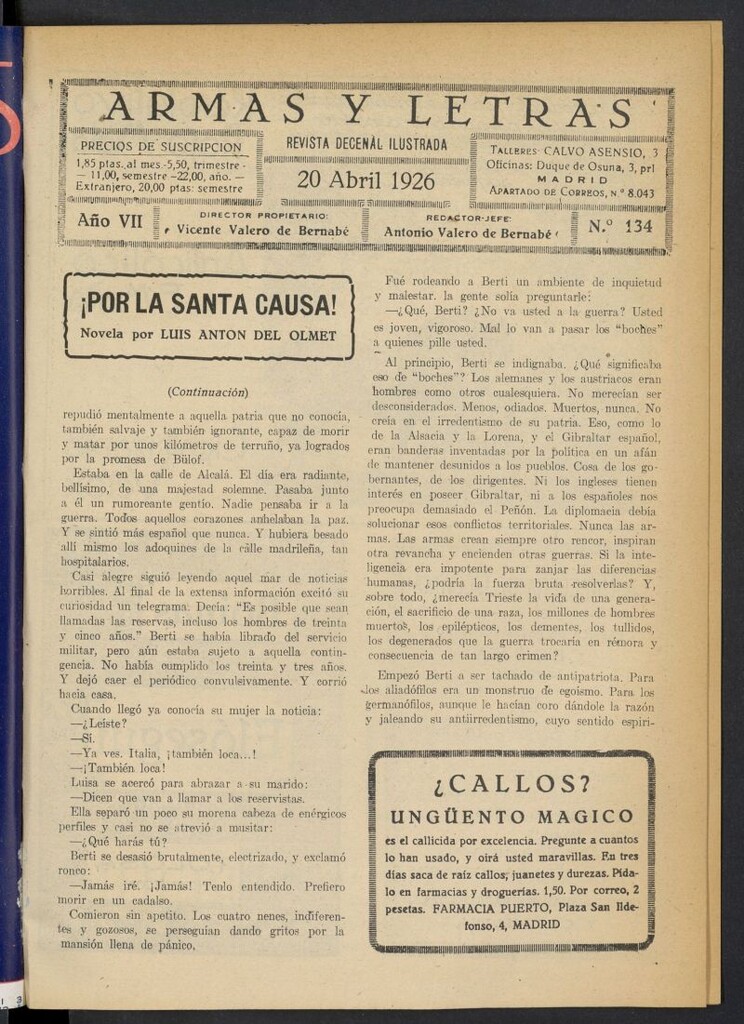 ARMAS Y LETRAS
PRECIOS DE SUSCRIPCION
1,85 ptas. al mes.-5,50, trimestre -
— 11,00, semestre —22,00, año. —
Extranjero, 20,00 ptas: semestre
REVISTA DECENAL ILUSTRADA
20 Abril 1926
TALLERES: CALVO ASENSIO, 3
Oficinas: Duque de Osuna, 3, prl
MADRID
APARTADO DE CORREOS, N.º 8.043
Año VII
DIRECTOR PROPIETARIO:
Vicente Valero de Bernabé
REDACTOR-JEFE:
Antonio Valero de Bernabé
N.º 134
¡POR LA SANTA CAUSA!
Novela por LUIS ANTON DEL OLMET
(Continuación)
repudió mentalmente a aquella patria que no conocía,
también salvaje y también ignorante, capaz de morir
y matar por unos kilómetros de terruño, ya logrados
por la promesa de Bülof.
Estaba en la calle de Alcalá. El día era radiante,
bellísimo, de una majestad solemne. Pasaba junto
a él un rumoreante gentío. Nadie pensaba ir a la
guerra. Todos aquellos corazones anhelaban la paz.
Y se sintió más español que nunca. Y hubiera besado
allí mismo los adoquines de la calle madrileña, tan
hospitalarios.
Casi alegre siguió leyendo aquel mar de noticias
horribles. Al final de la extensa información excitó su
curiosidad un telegrama. Decía: “Es posible que sean
llamadas las reservas, incluso los hombres de treinta
y cinco años.” Berti se había librado del servicio
militar, pero aún estaba sujeto a aquella contin-
gencia. No había cumplido los treinta y tres años.
Y dejó caer el periódico convulsivamente. Y corrió
hacia casa.
Cuando llegó ya conocía su mujer la noticia:
—¿Leíste?
—Sí.
—Ya ves. Italia, ¡también loca...!
—¡También loca!
Luisa se acercó para abrazar a su marido:
—Dicen que van a llamar a los reservistas.
Ella separó un poco su morena cabeza de enérgicos
perfiles y casi no se atrevió a musitar:
—¿Qué harás tú?
Berti se desasió brutalmente, electrizado, y exclamó
ronco:
—Jamás iré. ¡Jamás! Tenlo entendido. Prefiero
morir en un cadalso.
Comieron sin apetito. Los cuatro nenes, indiferen-
tes y gozosos, se perseguían dando gritos por la
mansión llena de pánico.
Fué rodeando a Berti un ambiente de inquietud
y malestar. la gente solía preguntarle:
—¿Qué, Berti? ¿No va usted a la guerra? Usted
es joven, vigoroso. Mal lo van a pasar los “boches”
a quienes pille usted.
Al principio, Berti se indignaba. ¿Qué significaba
eso de “boches”? Los alemanes y los austriacos eran
hombres como otros cualesquiera. No merecían ser
desconsiderados. Menos, odiados. Muertos, nunca. No
creía en el irredentismo de su patria. Eso, como lo
de la Alsacia y la Lorena, y el Gibraltar español,
eran banderas inventadas por la política en un afán
de mantener desunidos a los pueblos. Cosa de los go-
bernantes, de los dirigentes. Ni los ingleses tienen
interés en poseer Gibraltar, ni a los españoles nos
preocupa demasiado el Peñón. La diplomacia debía
solucionar esos conflictos territoriales. Nunca las ar-
mas. Las armas crean siempre otro rencor, inspiran
otra revancha y encienden otras guerras. Si la in-
teligencia era impotente para zanjar las diferencias
humanas, ¿podría la fuerza bruta resolverlas? Y,
sobre todo, ¿merecía Trieste la vida de una genera-
ción, el sacrificio de una raza, los millones de hombres
muertos, los epilépticos, los dementes, los tullidos,
los degenerados que la guerra trocaría en rémora y
consecuencia de tan largo crimen?
Empezó Berti a ser tachado de antipatriota. Para
los aliadófilos era un monstruo de egoísmo. Para los
germanófilos, aunque le hacían coro dándole la razón
y jaleando su antiirredentismo, cuyo sentido espiri-
¿CALLOS?
UNGÜENTO MAGICO
es el callicida por excelencia. Pregunte a cuantos
lo han usado, y oirá usted maravillas. En tres
días saca de raíz callos, juanetes y durezas. Pída-
lo en farmacias y droguerías. 1,50. Por correo, 2
pesetas. FARMACIA PUERTO, Plaza San Ilde-
fonso, 4, MADRID